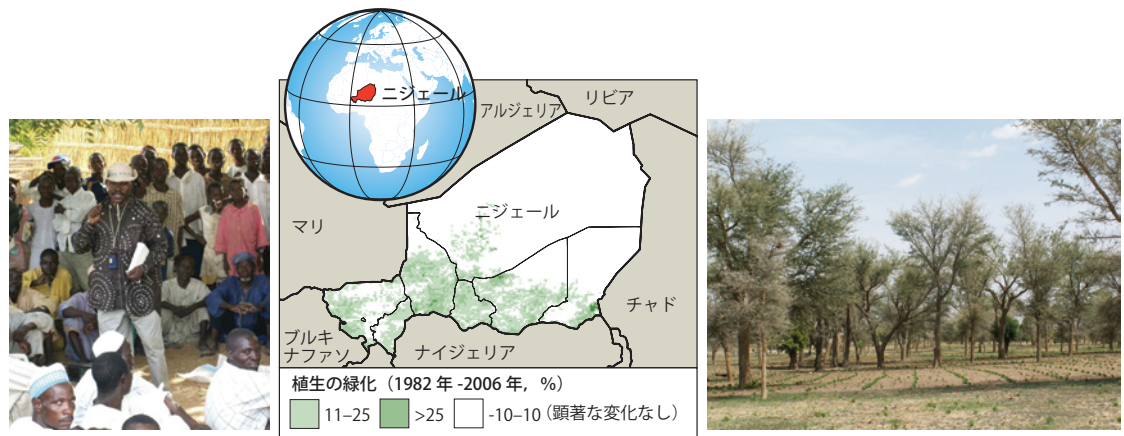 ニジェール
アルジェリア
リビア
マリ
ニジェール
チャド
ブルキ
ナファソ
ナイジェリア
植生の緑化（1982 年 -2006 年，%）
11–25
>25
-10–10（顕著な変化なし）